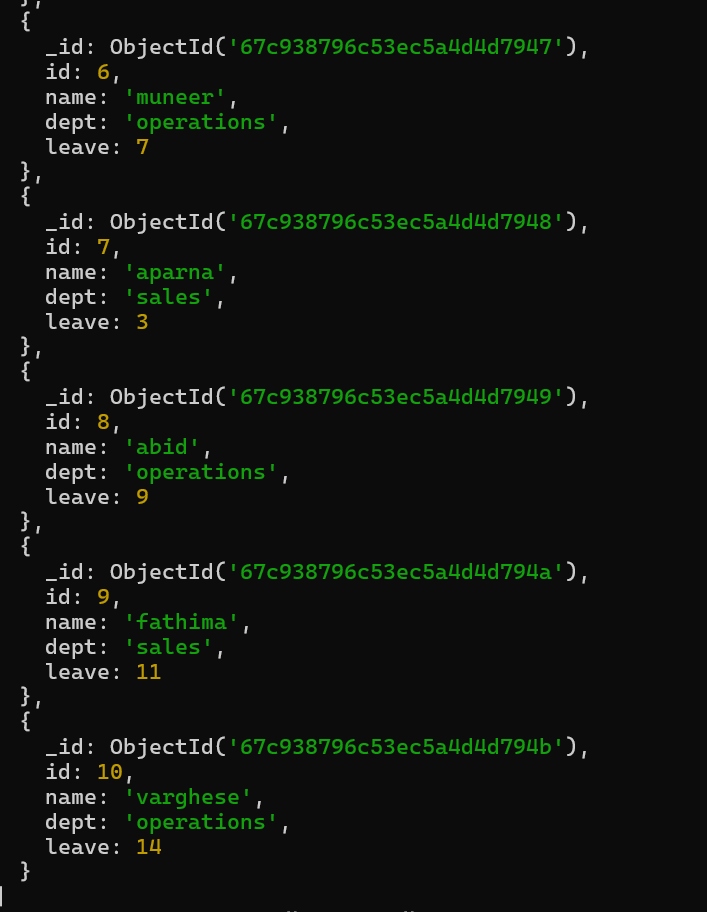 },
{
_id: ObjectId('67c938796c53ec5a4d4d7947'),
id: 6,
name: 'muneer',
dept: 'operations',
leave: 7
},
{
_id: ObjectId('67c938796c53ec5a4d4d7948'),
id: 7,
name: 'aparna',
dept: 'sales',
leave: 3
},
{
_id: ObjectId('67c938796c53ec5a4d4d7949'),
id: 8,
name: 'abid',
dept: 'operations',
leave: 9
},
{
_id: ObjectId('67c938796c53ec5a4d4d794a'),
id: 9,
name: 'fathima',
dept: 'sales',
leave: 11
},
{
_id: ObjectId('67c938796c53ec5a4d4d794b'),
id: 10,
name: 'varghese',
dept: 'operations',
leave: 14
}